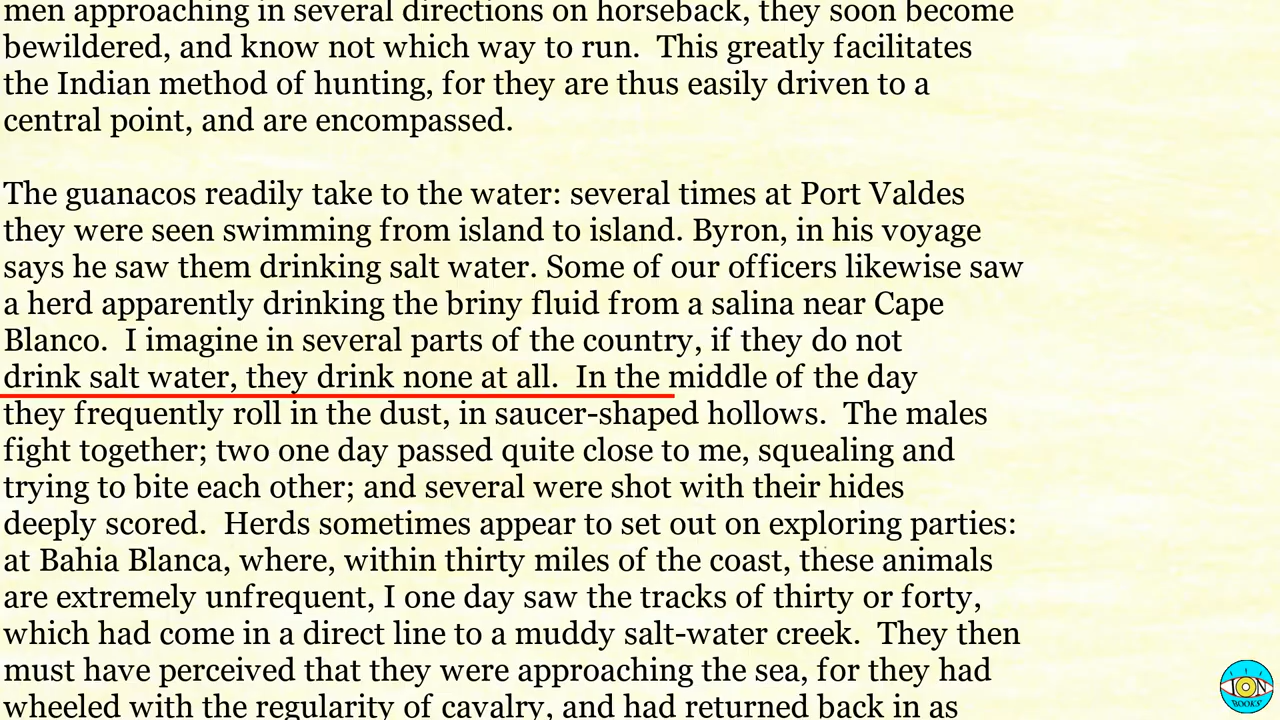 men approaching in several directions on horseback, they soon become
bewildered, and know not which way to run.  This greatly facilitates
the Indian method of hunting, for they are thus easily driven to a
central point, and are encompassed.
The guanacos readily take to the water: several times at Port Valdes
they were seen swimming from island to island. Byron, in his voyage
says he saw them drinking salt water. Some of our officers likewise saw
a herd apparently drinking the briny fluid from a salina near Cape
Blanco.  I imagine in several parts of the country, if they do not
drink salt water, they drink none at all.  In the middle of the day
they frequently roll in the dust, in saucer-shaped hollows.  The males
fight together; two one day passed quite close to me, squealing and
trying to bite each other; and several were shot with their hides
deeply scored.  Herds sometimes appear to set out on exploring parties:
at Bahia Blanca, where, within thirty miles of the coast, these animals
are extremely unfrequent, I one day saw the tracks of thirty or forty,
which had come in a direct line to a muddy salt-water creek.  They then
must have perceived that they were approaching the sea, for they had
wheeled with the regularity of cavalry, and had returned back in as
ION
BOOKS